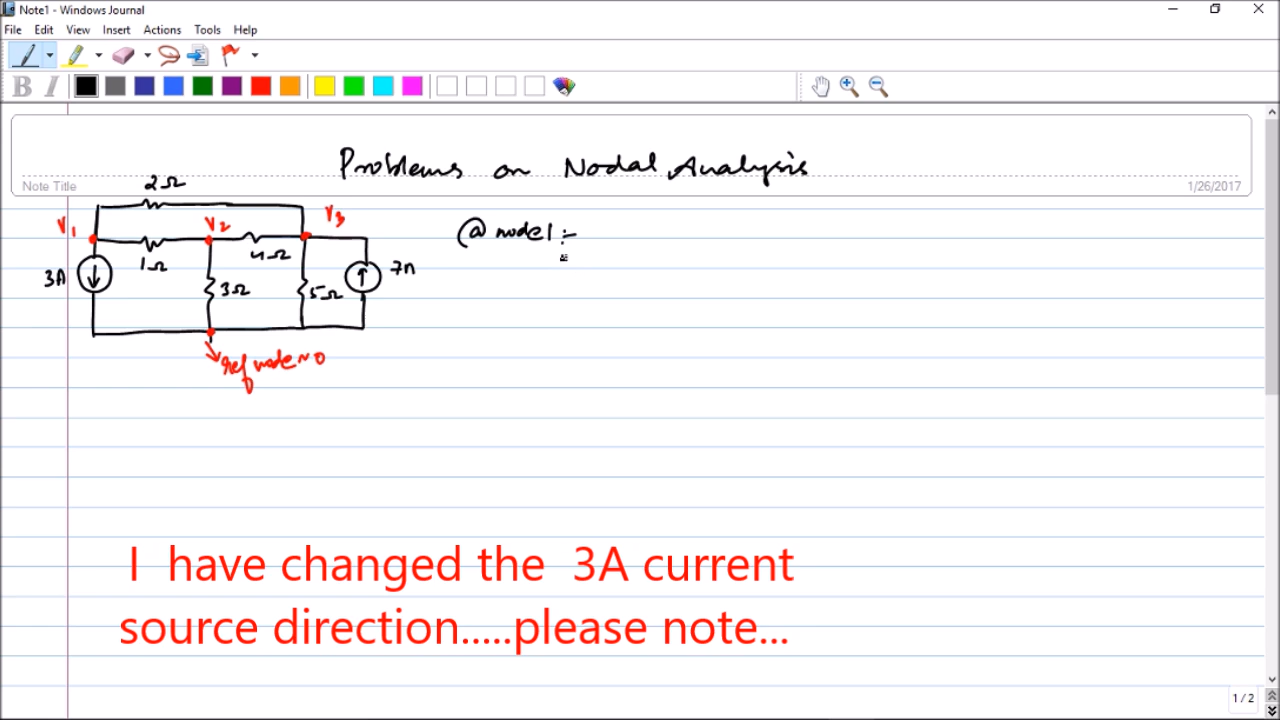 Note1 - Windows Journal
File Edit View Insert Actions Tools Help
B I
Problems on Nodal Analysis
Note Title
1/26/2017
2Ω
V1 V2 V3
@ node1 :-
1Ω 4Ω
3A 3Ω 5Ω 7A
ref node ~ 0
I have changed the 3A current
source direction.....please note...
1 / 2